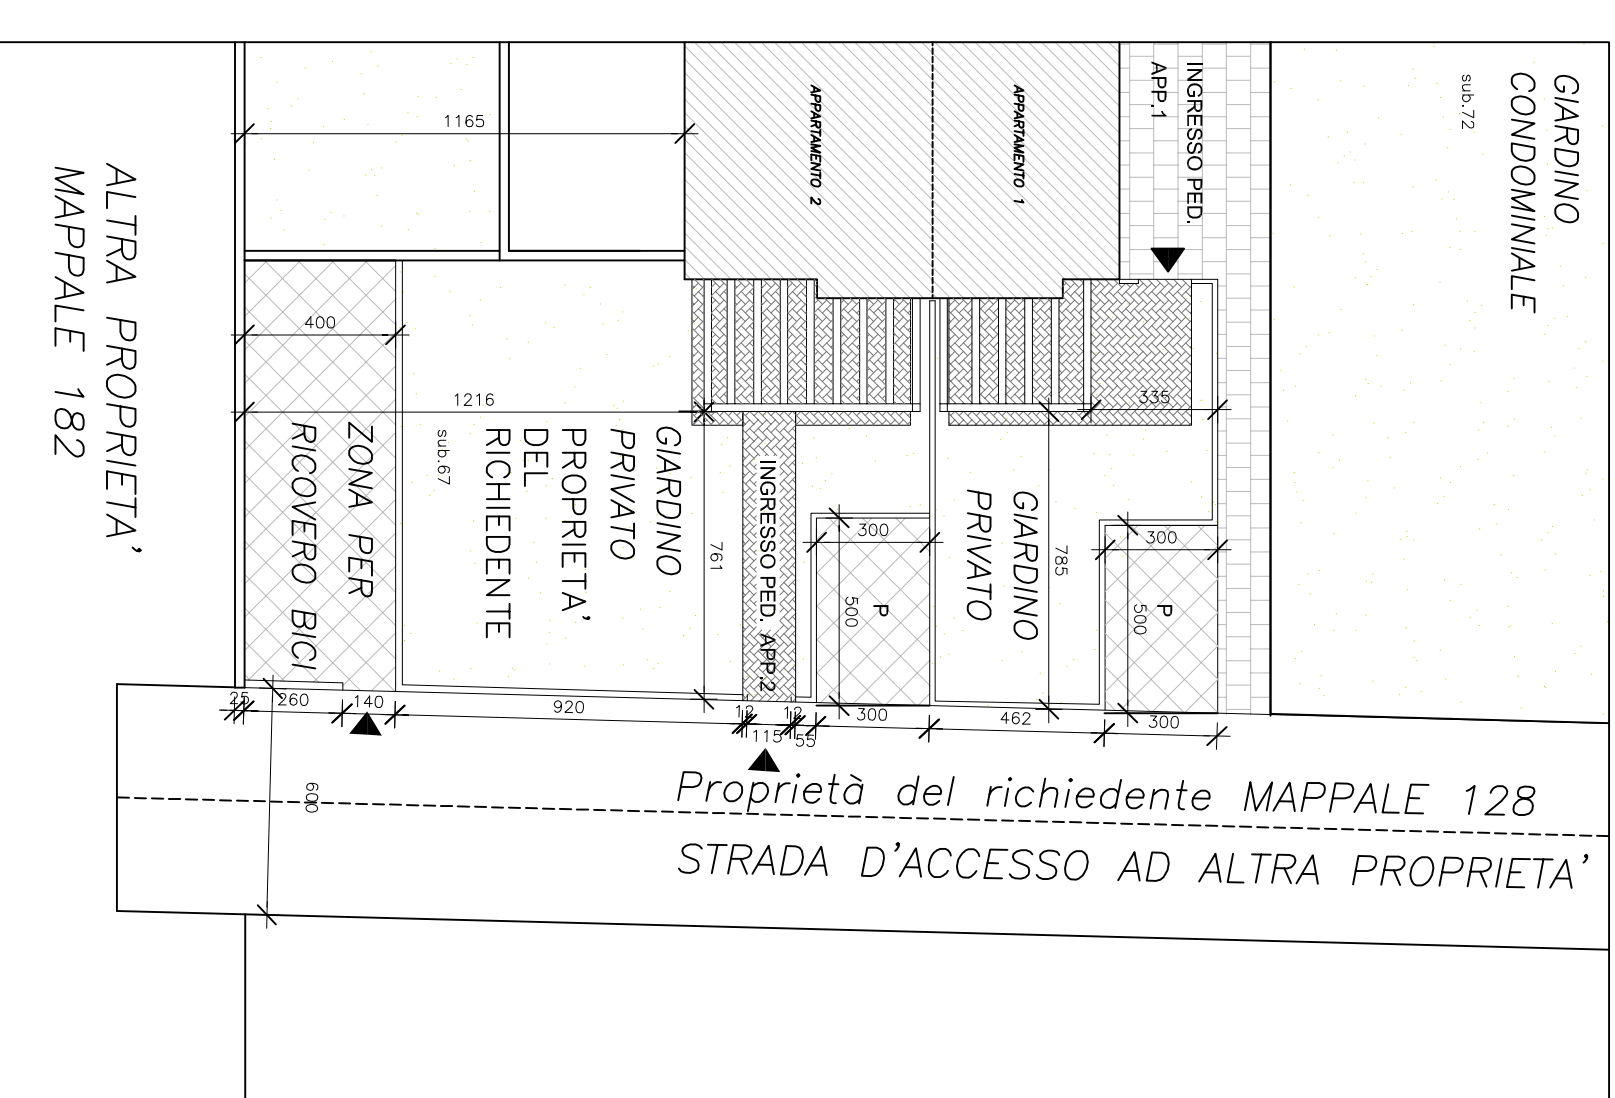 GIARDINO
CONDOMINIALE
sub.72
INGRESSO PED.
APP.1
APPARTAMENTO 1
APPARTAMENTO 2
1165
ALTRA PROPRIETA'
MAPPALE 182
400
1216
335
ZONA PER
RICOVERO BICI
sub.67
GIARDINO
PRIVATO
PROPRIETA'
DEL
RICHIEDENTE
761
INGRESSO PED. APP.2
300
P
500
GIARDINO
PRIVATO
785
300
P
500
25
260
140
920
12
115
12
55
300
462
300
600
Proprietà del richiedente MAPPALE 128
STRADA D'ACCESSO AD ALTRA PROPRIETA'